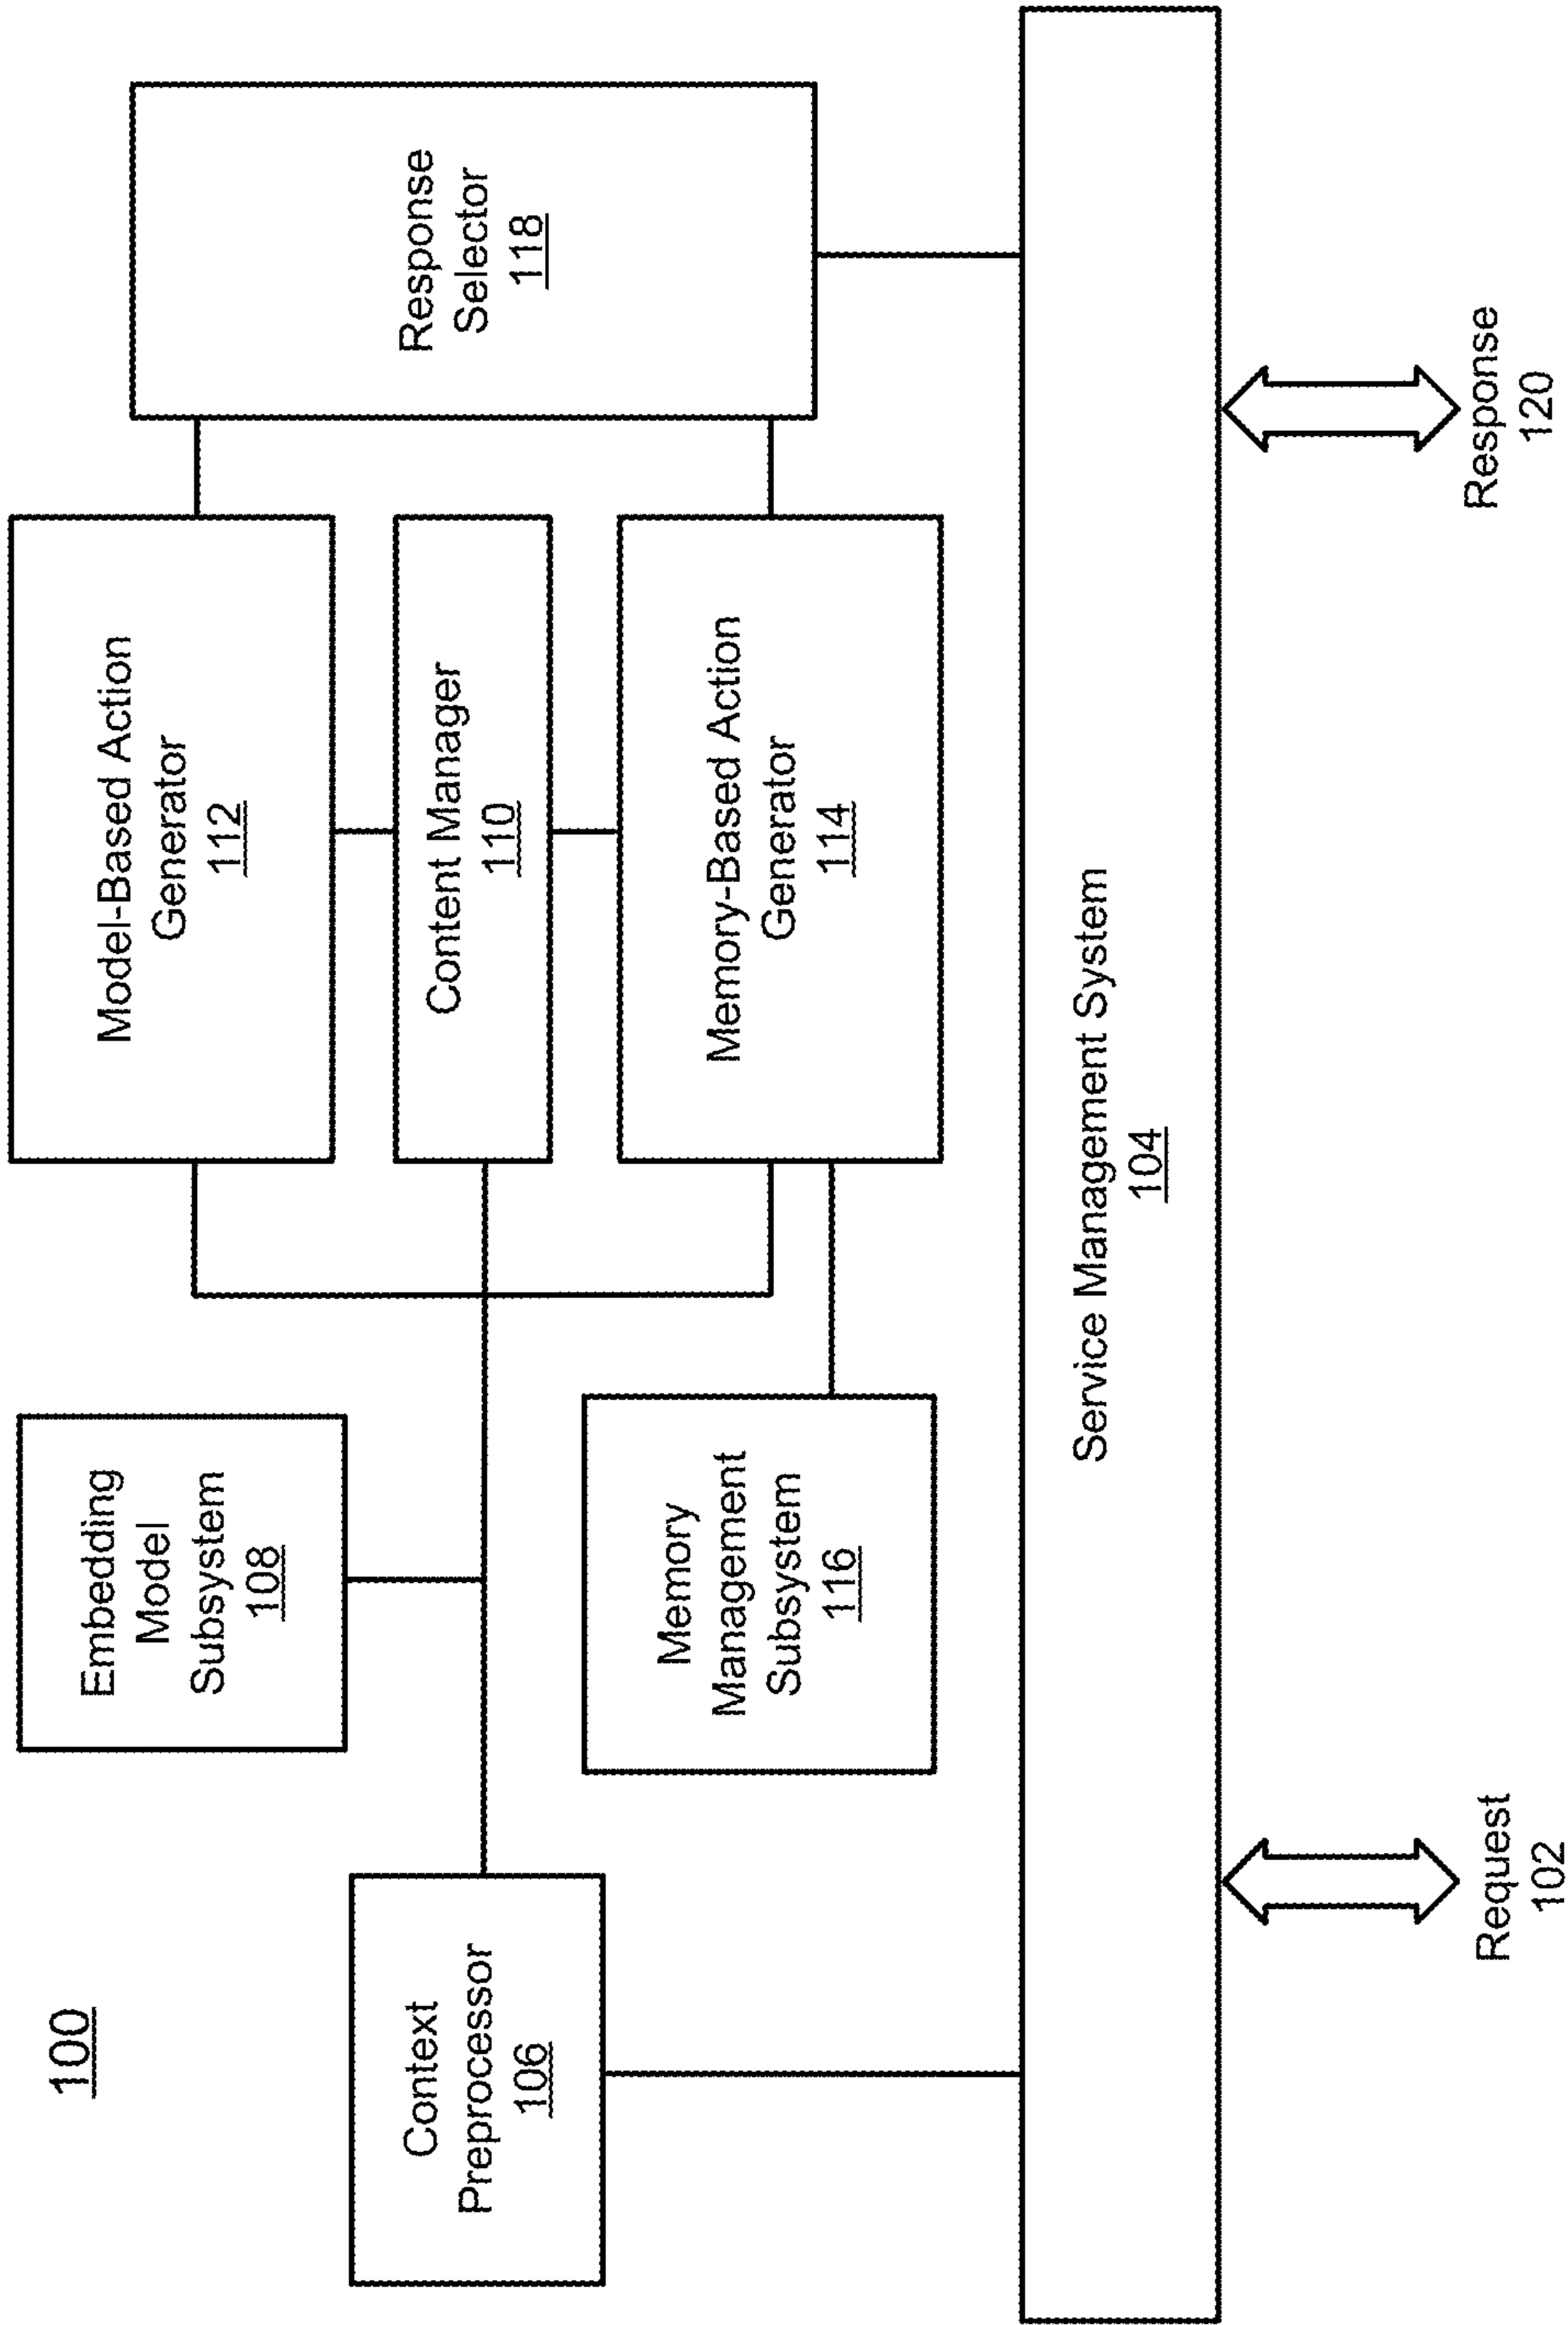 100
Embedding
Model
Subsystem
108
Model-Based Action
Generator
112
Response
Selector
118
Context
Preprocessor
106
Content Manager
110
Memory
Management
Subsystem
116
Memory-Based Action
Generator
114
Service Management System
104
Request
102
Response
120